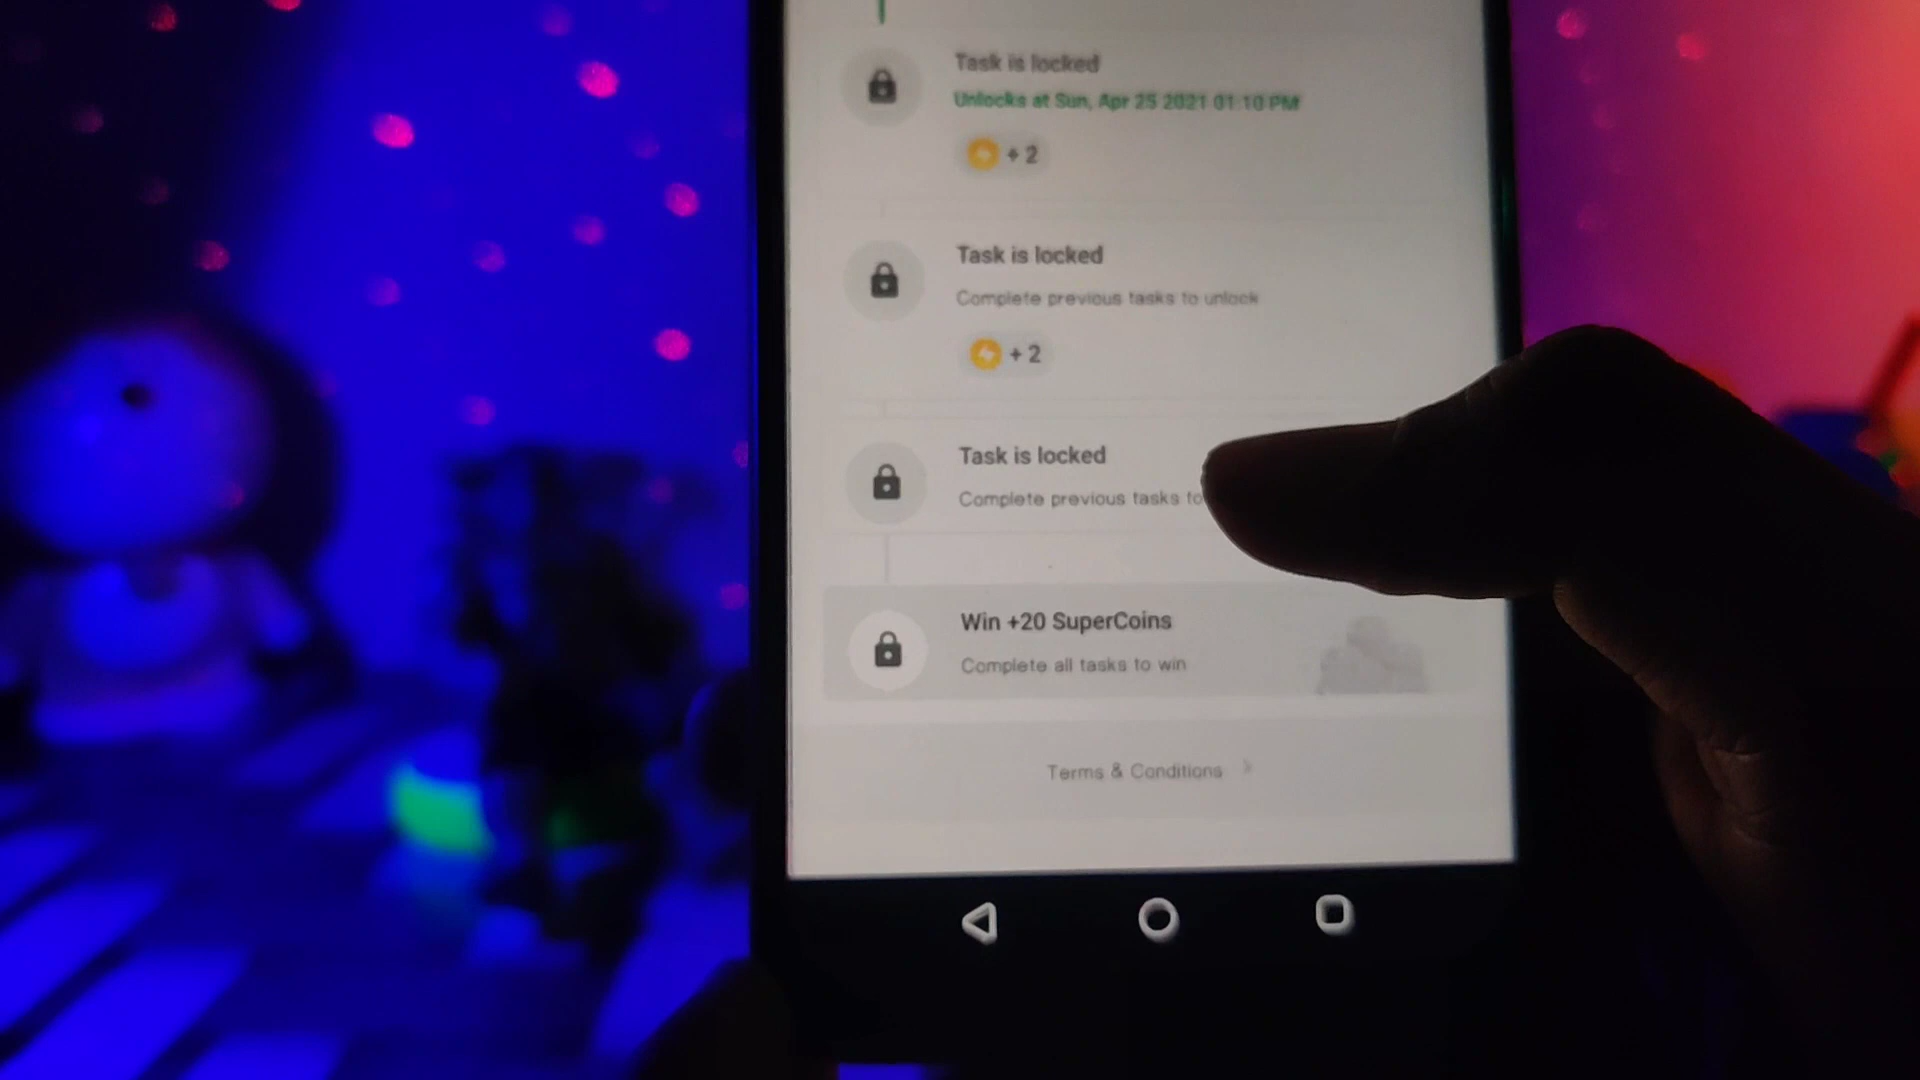 Task is locked
Unlocks at Sun, Apr 25 2021 01:10 PM
+ 2
Task is locked
Complete previous tasks to unlock
+ 2
Task is locked
Complete previous tasks to
Win +20 SuperCoins
Complete all tasks to win
Terms & Conditions